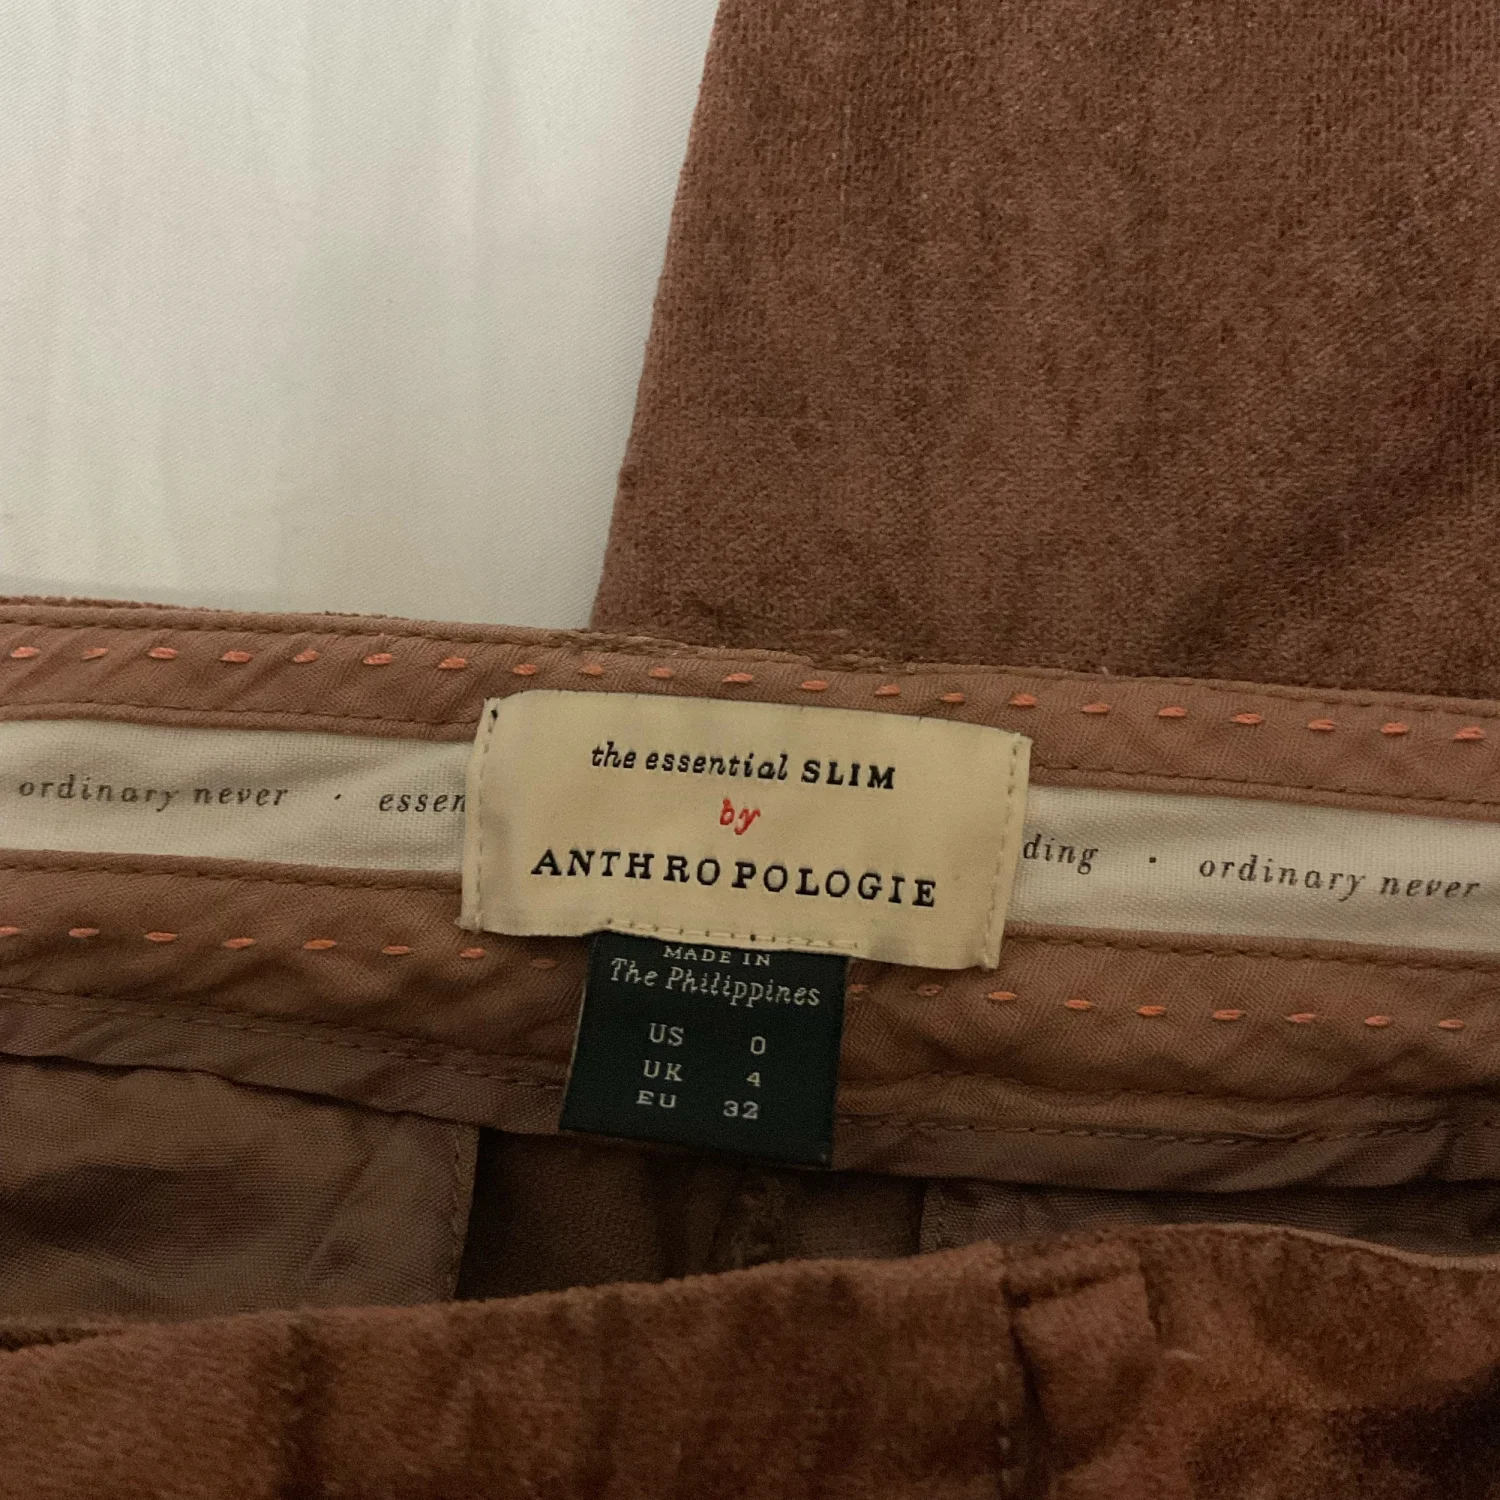 the essential SLIM
by
ANTHROPOLOGIE
ordinary never · essen
ding · ordinary never
MADE IN
The Philippines
US 0
UK 4
EU 32